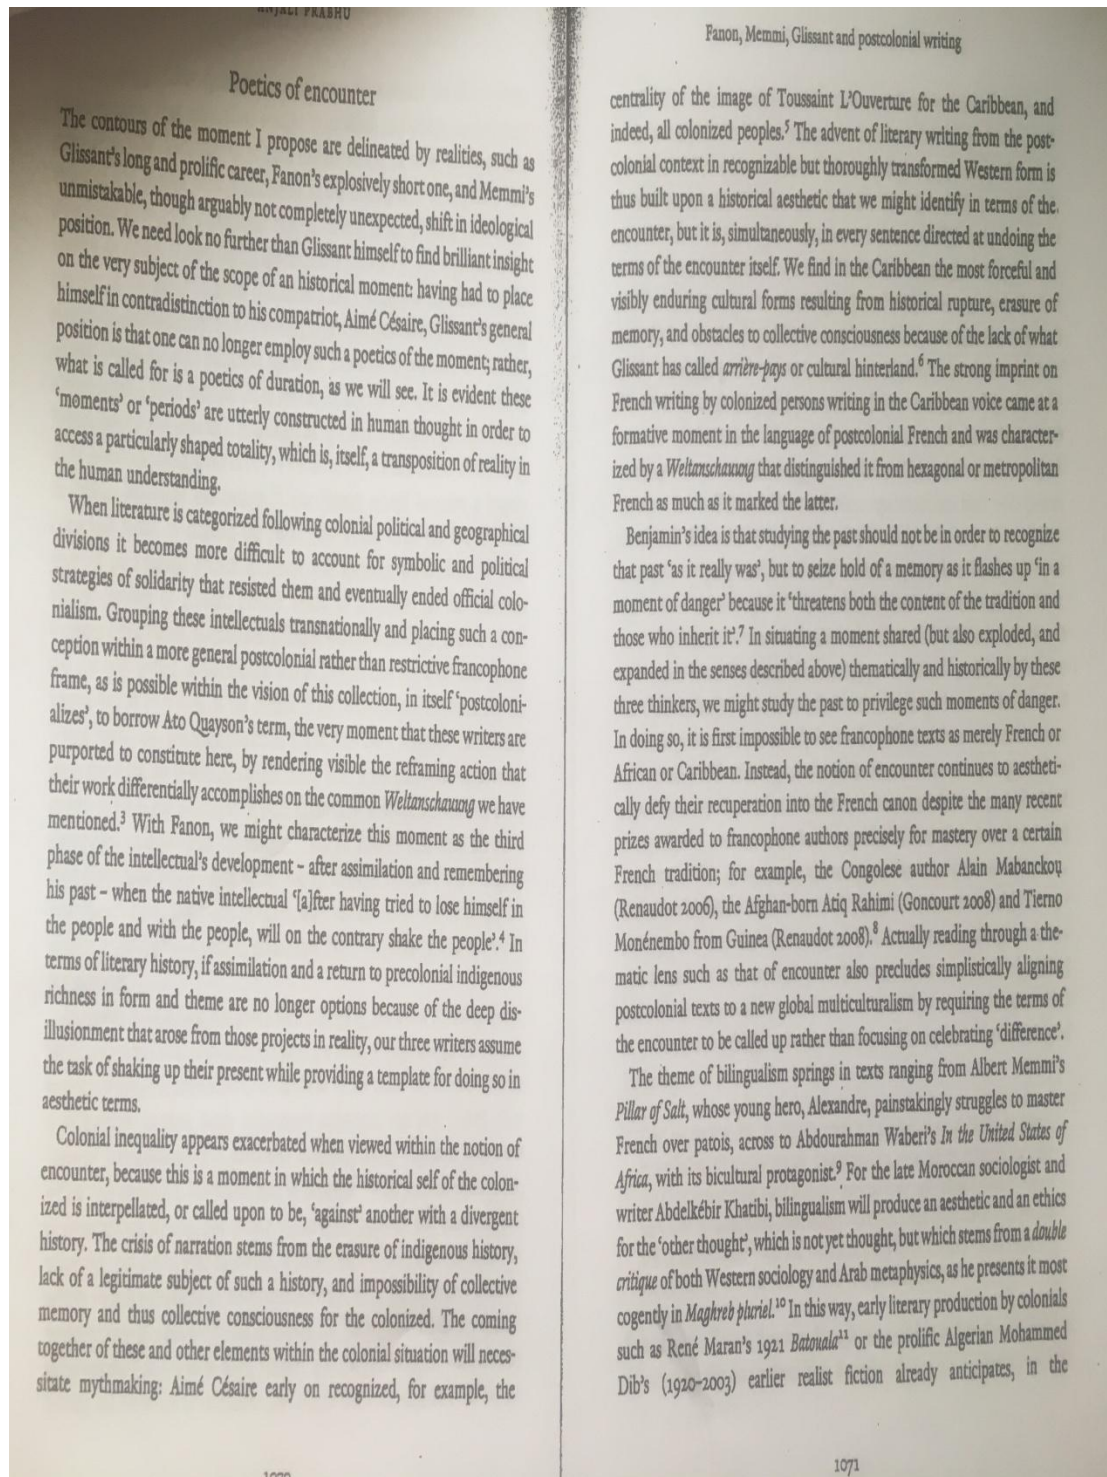 ANJALI PRABHU
Poetics of encounter
The contours of the moment I propose are delineated by realities, such as
Glissant's long and prolific career, Fanon's explosively short one, and Memmi's
unmistakable, though arguably not completely unexpected, shift in ideological
position. We need look no further than Glissant himself to find brilliant insight
on the very subject of the scope of an historical moment: having had to place
himself in contradistinction to his compatriot, Aimé Césaire, Glissant's general
position is that one can no longer employ such a poetics of the moment; rather,
what is called for is a poetics of duration, as we will see. It is evident these
'moments' or 'periods' are utterly constructed in human thought in order to
access a particularly shaped totality, which is, itself, a transposition of reality in
the human understanding.
When literature is categorized following colonial political and geographical
divisions it becomes more difficult to account for symbolic and political
strategies of solidarity that resisted them and eventually ended official colo-
nialism. Grouping these intellectuals transnationally and placing such a con-
ception within a more general postcolonial rather than restrictive francophone
frame, as is possible within the vision of this collection, in itself 'postcoloni-
alizes', to borrow Ato Quayson's term, the very moment that these writers are
purported to constitute here, by rendering visible the reframing action that
their work differentially accomplishes on the common Weltanschauung we have
mentioned.³ With Fanon, we might characterize this moment as the third
phase of the intellectual's development – after assimilation and remembering
his past – when the native intellectual '[a]fter having tried to lose himself in
the people and with the people, will on the contrary shake the people'.⁴ In
terms of literary history, if assimilation and a return to precolonial indigenous
richness in form and theme are no longer options because of the deep dis-
illusionment that arose from those projects in reality, our three writers assume
the task of shaking up their present while providing a template for doing so in
aesthetic terms.
Colonial inequality appears exacerbated when viewed within the notion of
encounter, because this is a moment in which the historical self of the colon-
ized is interpellated, or called upon to be, 'against' another with a divergent
history. The crisis of narration stems from the erasure of indigenous history,
lack of a legitimate subject of such a history, and impossibility of collective
memory and thus collective consciousness for the colonized. The coming
together of these and other elements within the colonial situation will neces-
sitate mythmaking: Aimé Césaire early on recognized, for example, the
Fanon, Memmi, Glissant and postcolonial writing
centrality of the image of Toussaint L'Ouverture for the Caribbean, and
indeed, all colonized peoples.⁵ The advent of literary writing from the post-
colonial context in recognizable but thoroughly transformed Western form is
thus built upon a historical aesthetic that we might identify in terms of the
encounter, but it is, simultaneously, in every sentence directed at undoing the
terms of the encounter itself. We find in the Caribbean the most forceful and
visibly enduring cultural forms resulting from historical rupture, erasure of
memory, and obstacles to collective consciousness because of the lack of what
Glissant has called arrière-pays or cultural hinterland.⁶ The strong imprint on
French writing by colonized persons writing in the Caribbean voice came at a
formative moment in the language of postcolonial French and was character-
ized by a Weltanschauung that distinguished it from hexagonal or metropolitan
French as much as it marked the latter.
Benjamin's idea is that studying the past should not be in order to recognize
that past 'as it really was', but to seize hold of a memory as it flashes up 'in a
moment of danger' because it 'threatens both the content of the tradition and
those who inherit it'.⁷ In situating a moment shared (but also exploded, and
expanded in the senses described above) thematically and historically by these
three thinkers, we might study the past to privilege such moments of danger.
In doing so, it is first impossible to see francophone texts as merely French or
African or Caribbean. Instead, the notion of encounter continues to aestheti-
cally defy their recuperation into the French canon despite the many recent
prizes awarded to francophone authors precisely for mastery over a certain
French tradition; for example, the Congolese author Alain Mabanckou
(Renaudot 2006), the Afghan-born Atiq Rahimi (Goncourt 2008) and Tierno
Monénembo from Guinea (Renaudot 2008).⁸ Actually reading through a the-
matic lens such as that of encounter also precludes simplistically aligning
postcolonial texts to a new global multiculturalism by requiring the terms of
the encounter to be called up rather than focusing on celebrating 'difference'.
The theme of bilingualism springs in texts ranging from Albert Memmi's
Pillar of Salt, whose young hero, Alexandre, painstakingly struggles to master
French over patois, across to Abdourahman Waberi's In the United States of
Africa, with its bicultural protagonist.⁹ For the late Moroccan sociologist and
writer Abdelkébir Khatibi, bilingualism will produce an aesthetic and an ethics
for the 'other thought', which is not yet thought, but which stems from a double
critique of both Western sociology and Arab metaphysics, as he presents it most
cogently in Maghreb pluriel.¹⁰ In this way, early literary production by colonials
such as René Maran's 1921 Batouala¹¹ or the prolific Algerian Mohammed
Dib's (1920–2003) earlier realist fiction already anticipates, in the
1071